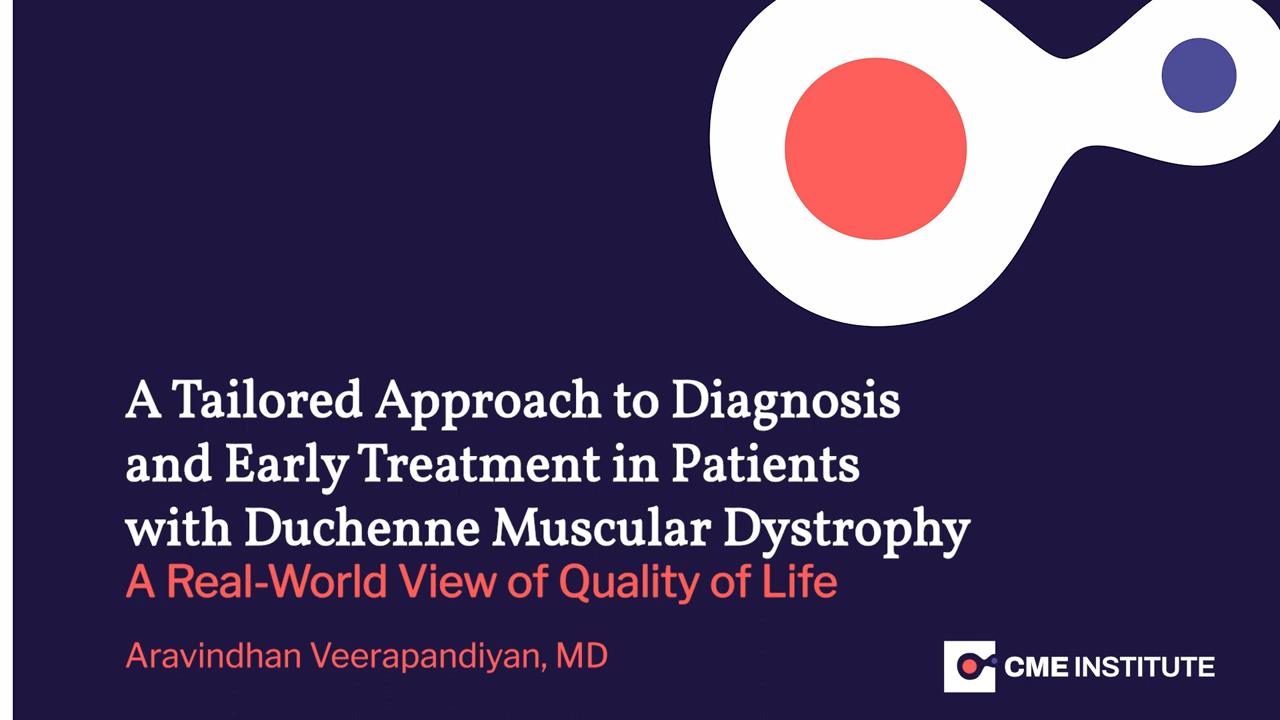 A Tailored Approach to Diagnosis
and Early Treatment in Patients
with Duchenne Muscular Dystrophy
A Real-World View of Quality of Life
Aravindhan Veerapandiyan, MD
CME INSTITUTE